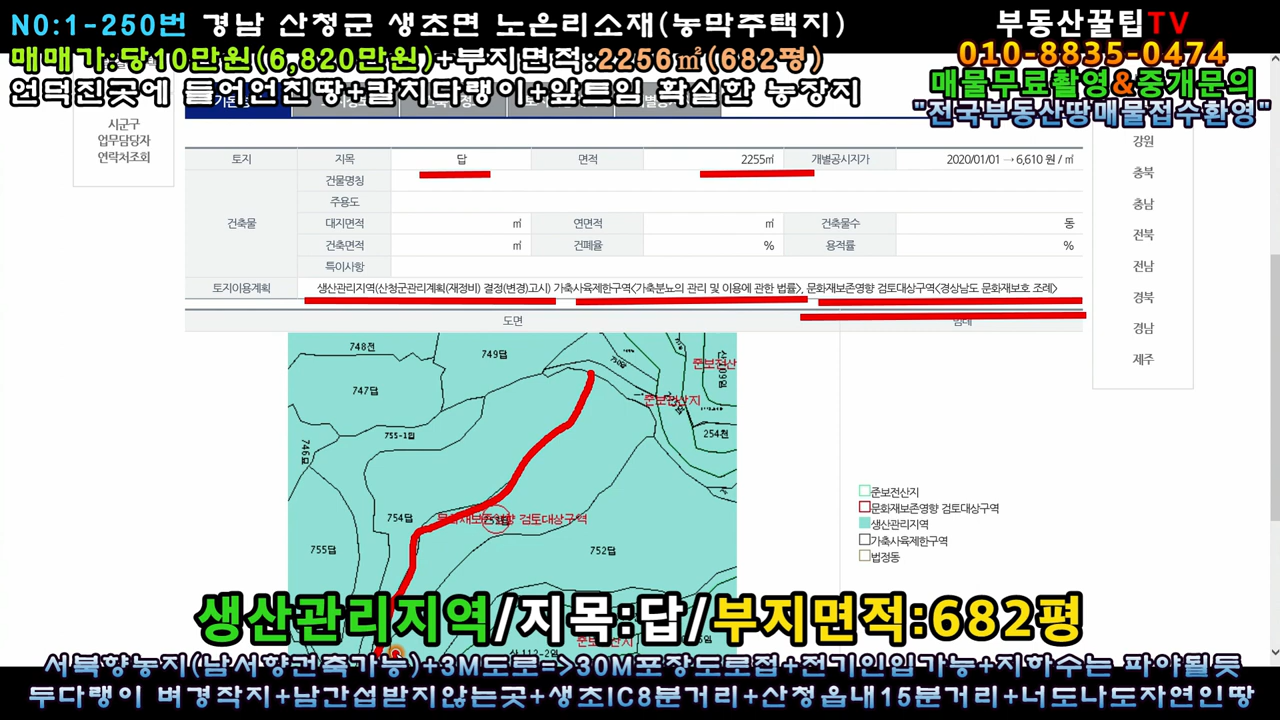 NO:1-250번 경남 산청군 생초면 노은리소재(농막주택지)
부동산꿀팁TV
매매가:당10만원(6,820만원)+부지면적:2256㎡(682평)
010-8835-0474
언덕진곳에 들어언진땅+칼치다랭이+앞트임 확실한 농장지
매물무료촬영&중개문의
"전국부동산땅매물접수환영"
시군구
업무담당자
연락처조회
토지 지목 답 면적 2255㎡ 개별공시지가 2020/01/01 → 6,610 원 / ㎡
건물명칭
주용도
건축물 대지면적 ㎡ 연면적 ㎡ 건축물수 동
건축면적 ㎡ 건폐율 % 용적률 %
특이사항
토지이용계획 생산관리지역(산청군관리계획(재정비) 결정(변경)고시) 가축사육제한구역<가축분뇨의 관리 및 이용에 관한 법률>, 문화재보존영향 검토대상구역<경상남도 문화재보호 조례>
도면
강원
충북
충남
전북
전남
경북
경남
제주
748전
749답
747답
755-1임
746묘
754답
755답
752답
254천
준보전산
준보전산지
문화재보존영향 검토대상구역
준보전산지
산 112-2임
준보전산지
문화재보존영향 검토대상구역
생산관리지역
가축사육제한구역
법정동
생산관리지역/지목:답/부지면적:682평
서북향농지(남서향건축가능)+3M도로=>30M포장도로접+전기인입가능+지하수는 파야될듯
두다랭이 벼경작지+남간섭받지않는곳+생초IC8분거리+산청읍내15분거리+너도나도자연인땅